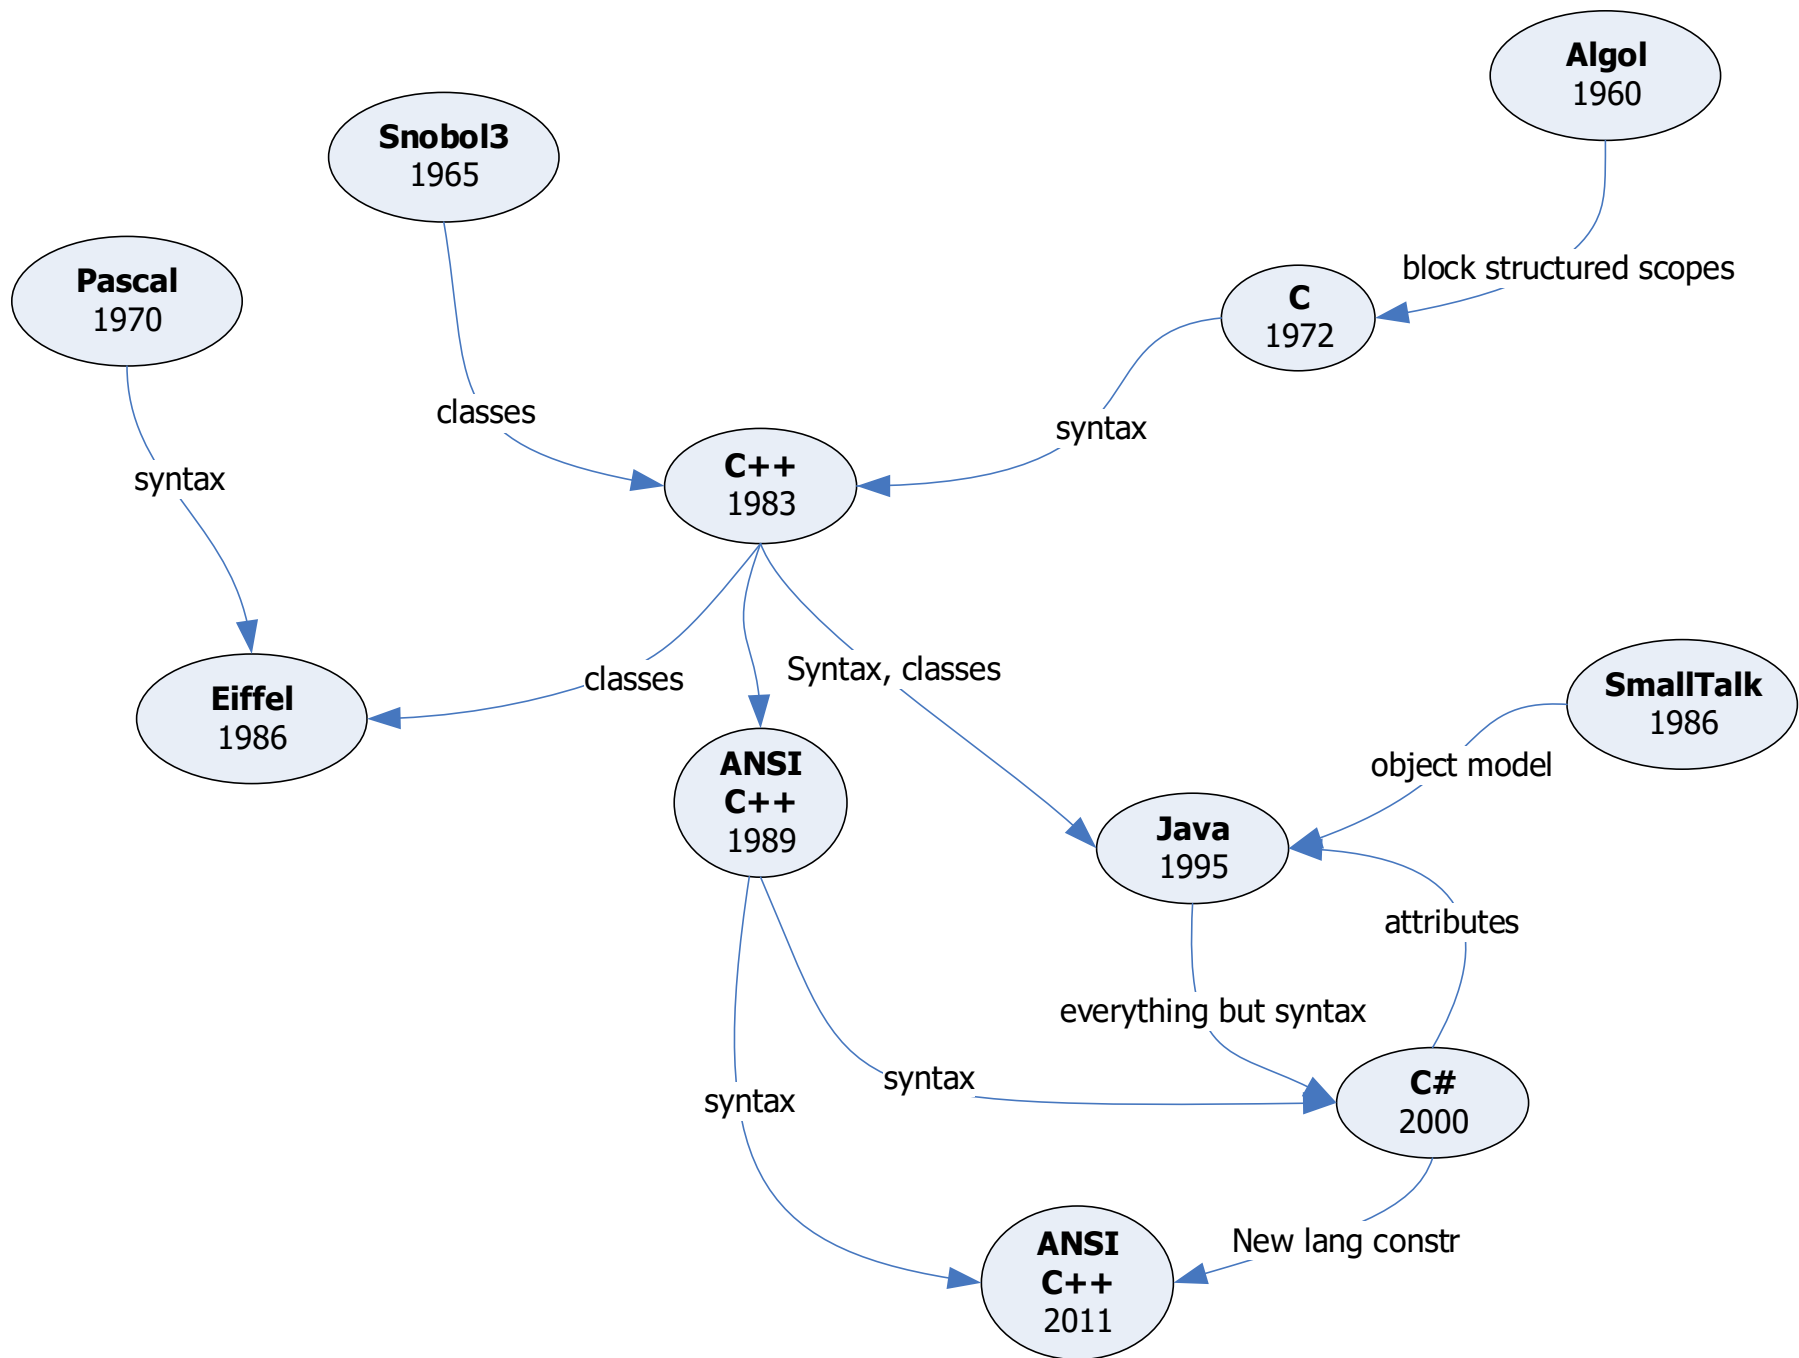 Algol
1960
Snobol3
1965
Pascal
1970
block structured scopes
C
1972
classes
syntax
syntax
C++
1983
Syntax, classes
classes
Eiffel
1986
SmallTalk
1986
object model
ANSI
C++
1989
Java
1995
attributes
everything but syntax
syntax
syntax
C#
2000
New lang constr
ANSI
C++
2011